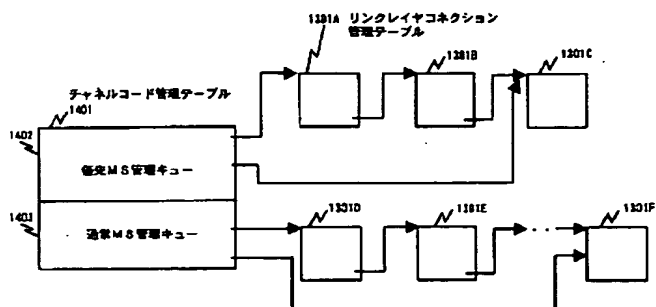 1301A リンクレイヤコネクション
管理テーブル
1301B
1301C
チャネルコード管理テーブル
1401
1402
優先MS管理キュー
1403
通常MS管理キュー
1301D
1301E
1301F